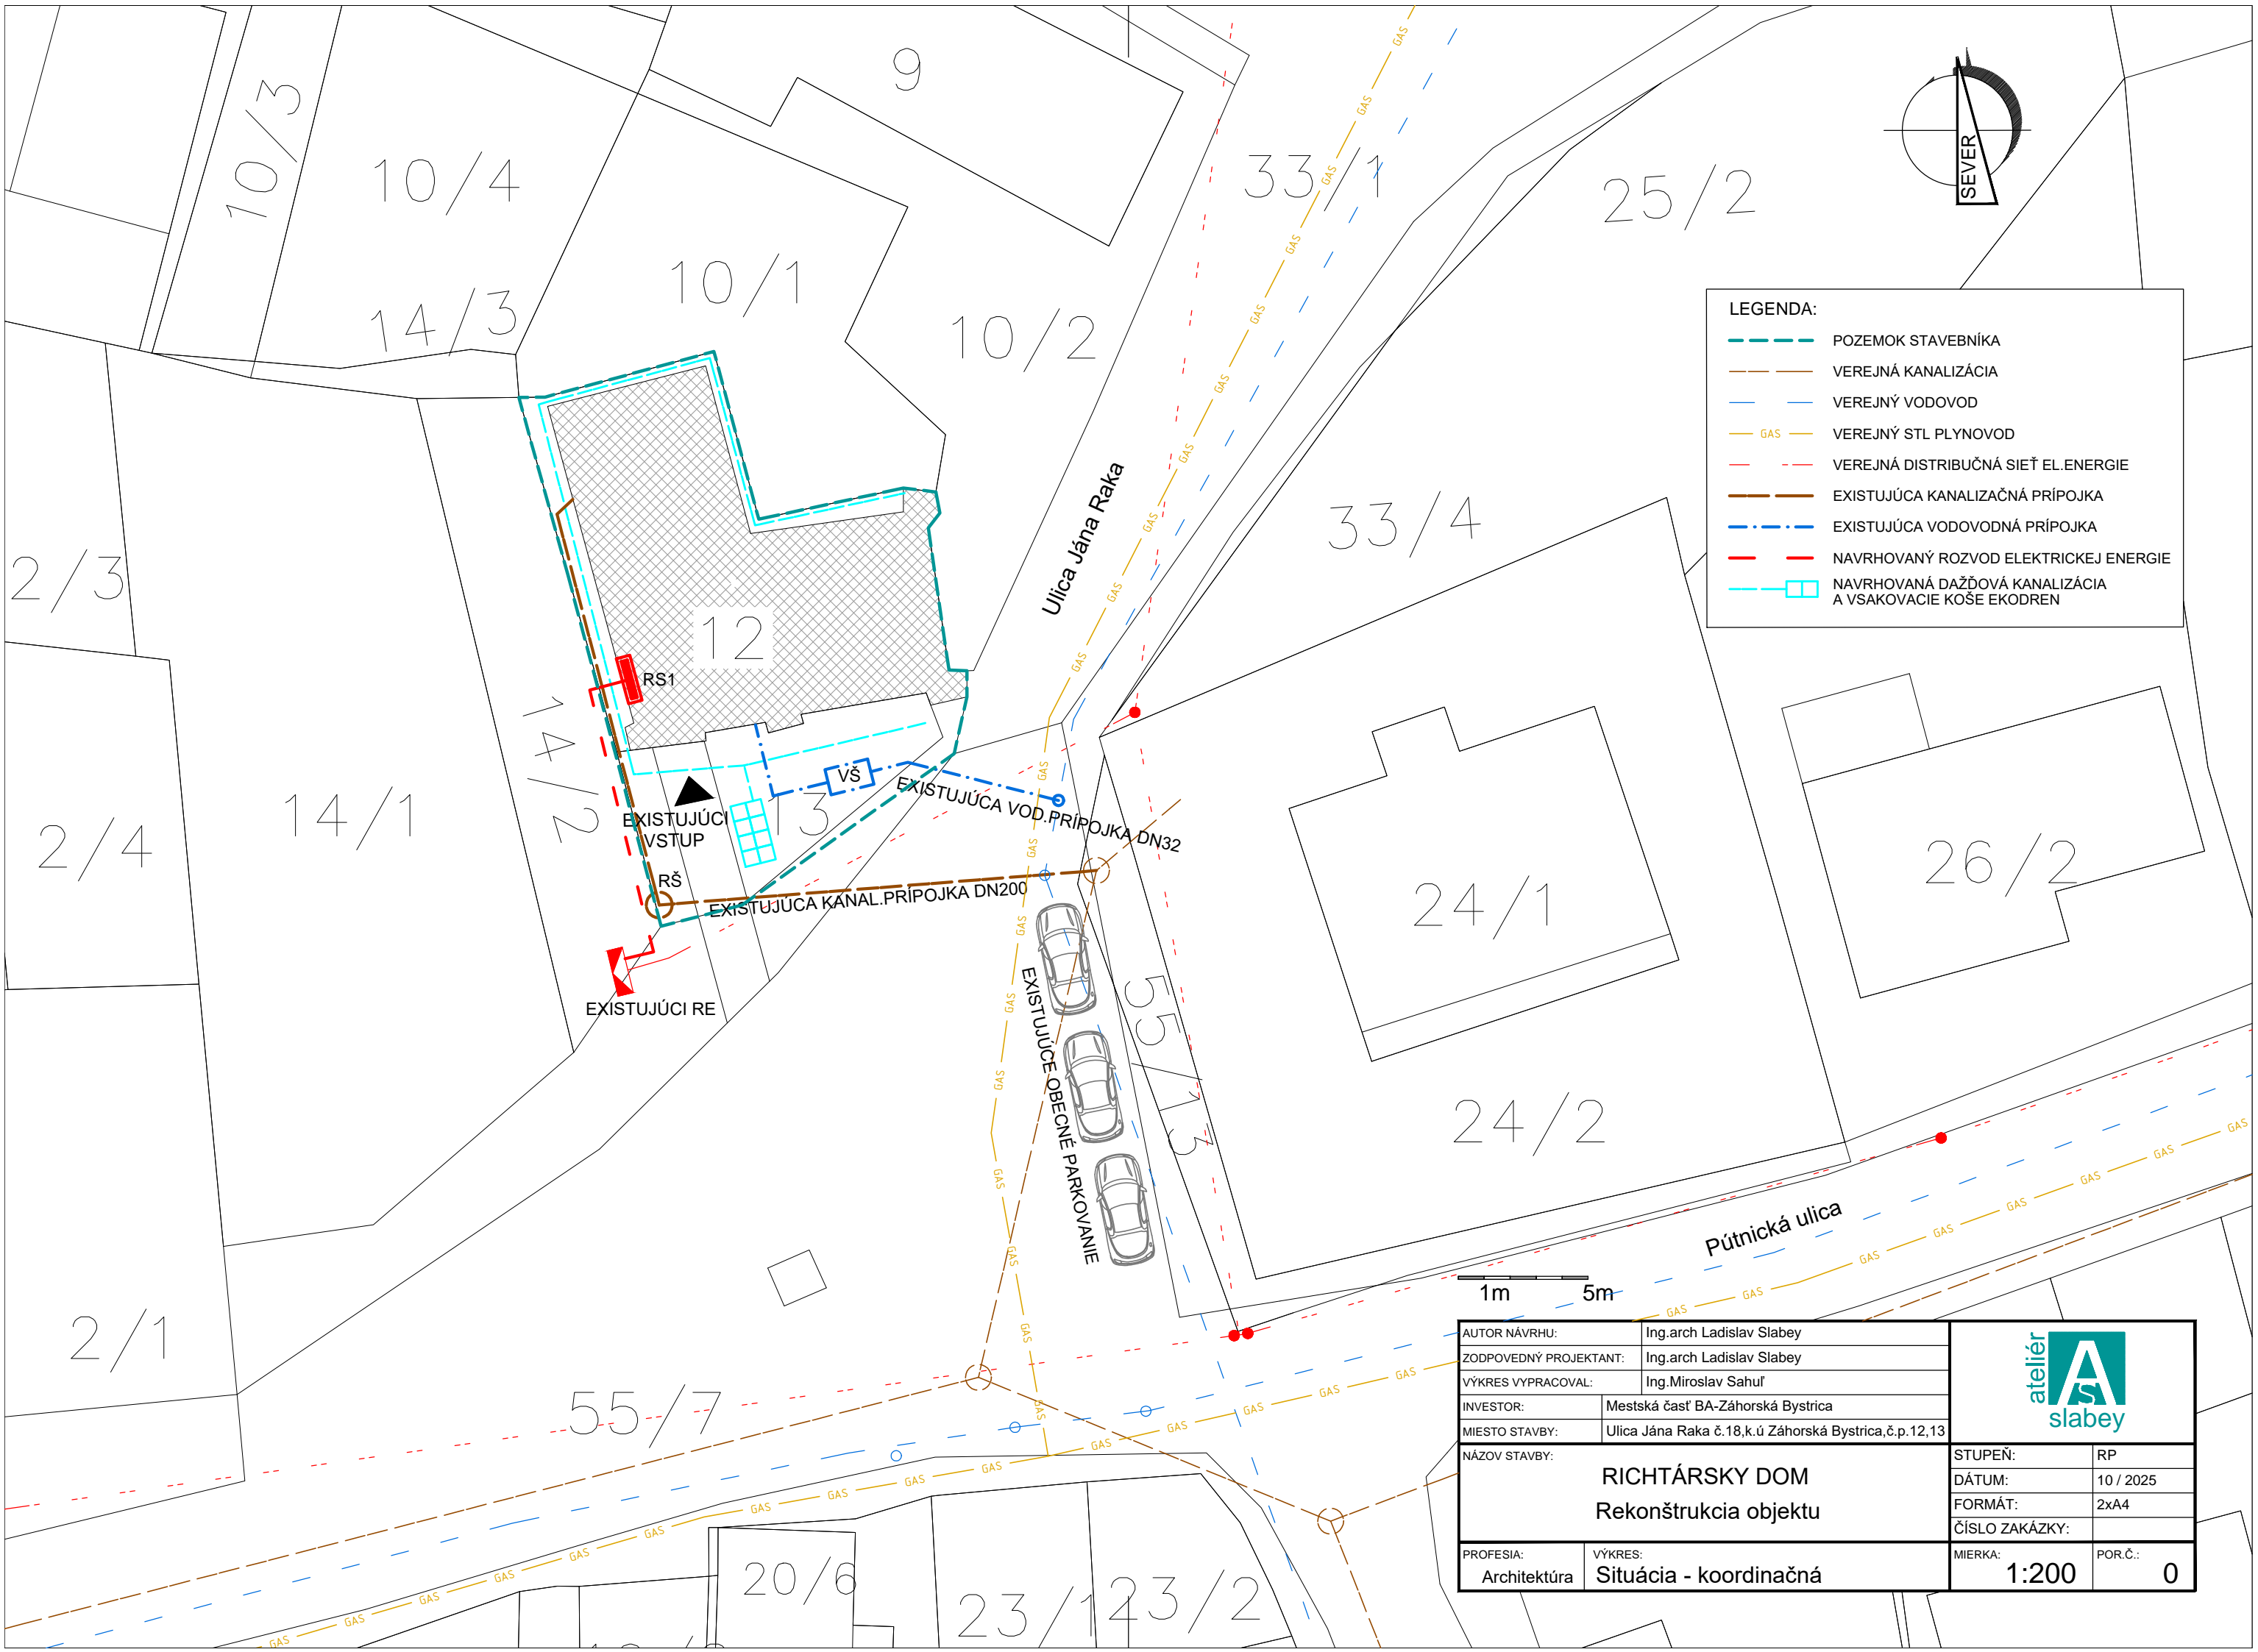 9
10/3
10/4
33/1
25/2
SEVER
14/3
10/1
10/2
LEGENDA:
POZEMOK STAVEBNÍKA
VEREJNÁ KANALIZÁCIA
VEREJNÝ VODOVOD
GAS
VEREJNÝ STL PLYNOVOD
VEREJNÁ DISTRIBUČNÁ SIEŤ EL.ENERGIE
EXISTUJÚCA KANALIZAČNÁ PRÍPOJKA
EXISTUJÚCA VODOVODNÁ PRÍPOJKA
NAVRHOVANÝ ROZVOD ELEKTRICKEJ ENERGIE
NAVRHOVANÁ DAŽĎOVÁ KANALIZÁCIA
A VSAKOVACIE KOŠE EKODREN
Ulica Jána Raka
33/4
2/3
12
RS1
14/2
VŠ
13
EXISTUJÚCI
VSTUP
EXISTUJÚCA VOD.PRÍPOJKA DN32
14/1
2/4
RŠ
EXISTUJÚCA KANAL.PRÍPOJKA DN200
24/1
26/2
EXISTUJÚCI RE
EXISTUJÚCE OBECNÉ PARKOVANIE
55/13
24/2
Pútnická ulica
2/1
55/7
1m 5m
AUTOR NÁVRHU: Ing.arch Ladislav Slabey
ZODPOVEDNÝ PROJEKTANT: Ing.arch Ladislav Slabey
VÝKRES VYPRACOVAL: Ing.Miroslav Sahuľ
INVESTOR: Mestská časť BA-Záhorská Bystrica
MIESTO STAVBY: Ulica Jána Raka č.18,k.ú Záhorská Bystrica,č.p.12,13
ateliér
AS
slabey
NÁZOV STAVBY:
RICHTÁRSKY DOM
Rekonštrukcia objektu
STUPEŇ: RP
DÁTUM: 10 / 2025
FORMÁT: 2xA4
ČÍSLO ZAKÁZKY:
PROFESIA:
Architektúra
VÝKRES:
Situácia - koordinačná
MIERKA:
1:200
POR.Č.:
0
20/6
23/1
23/2